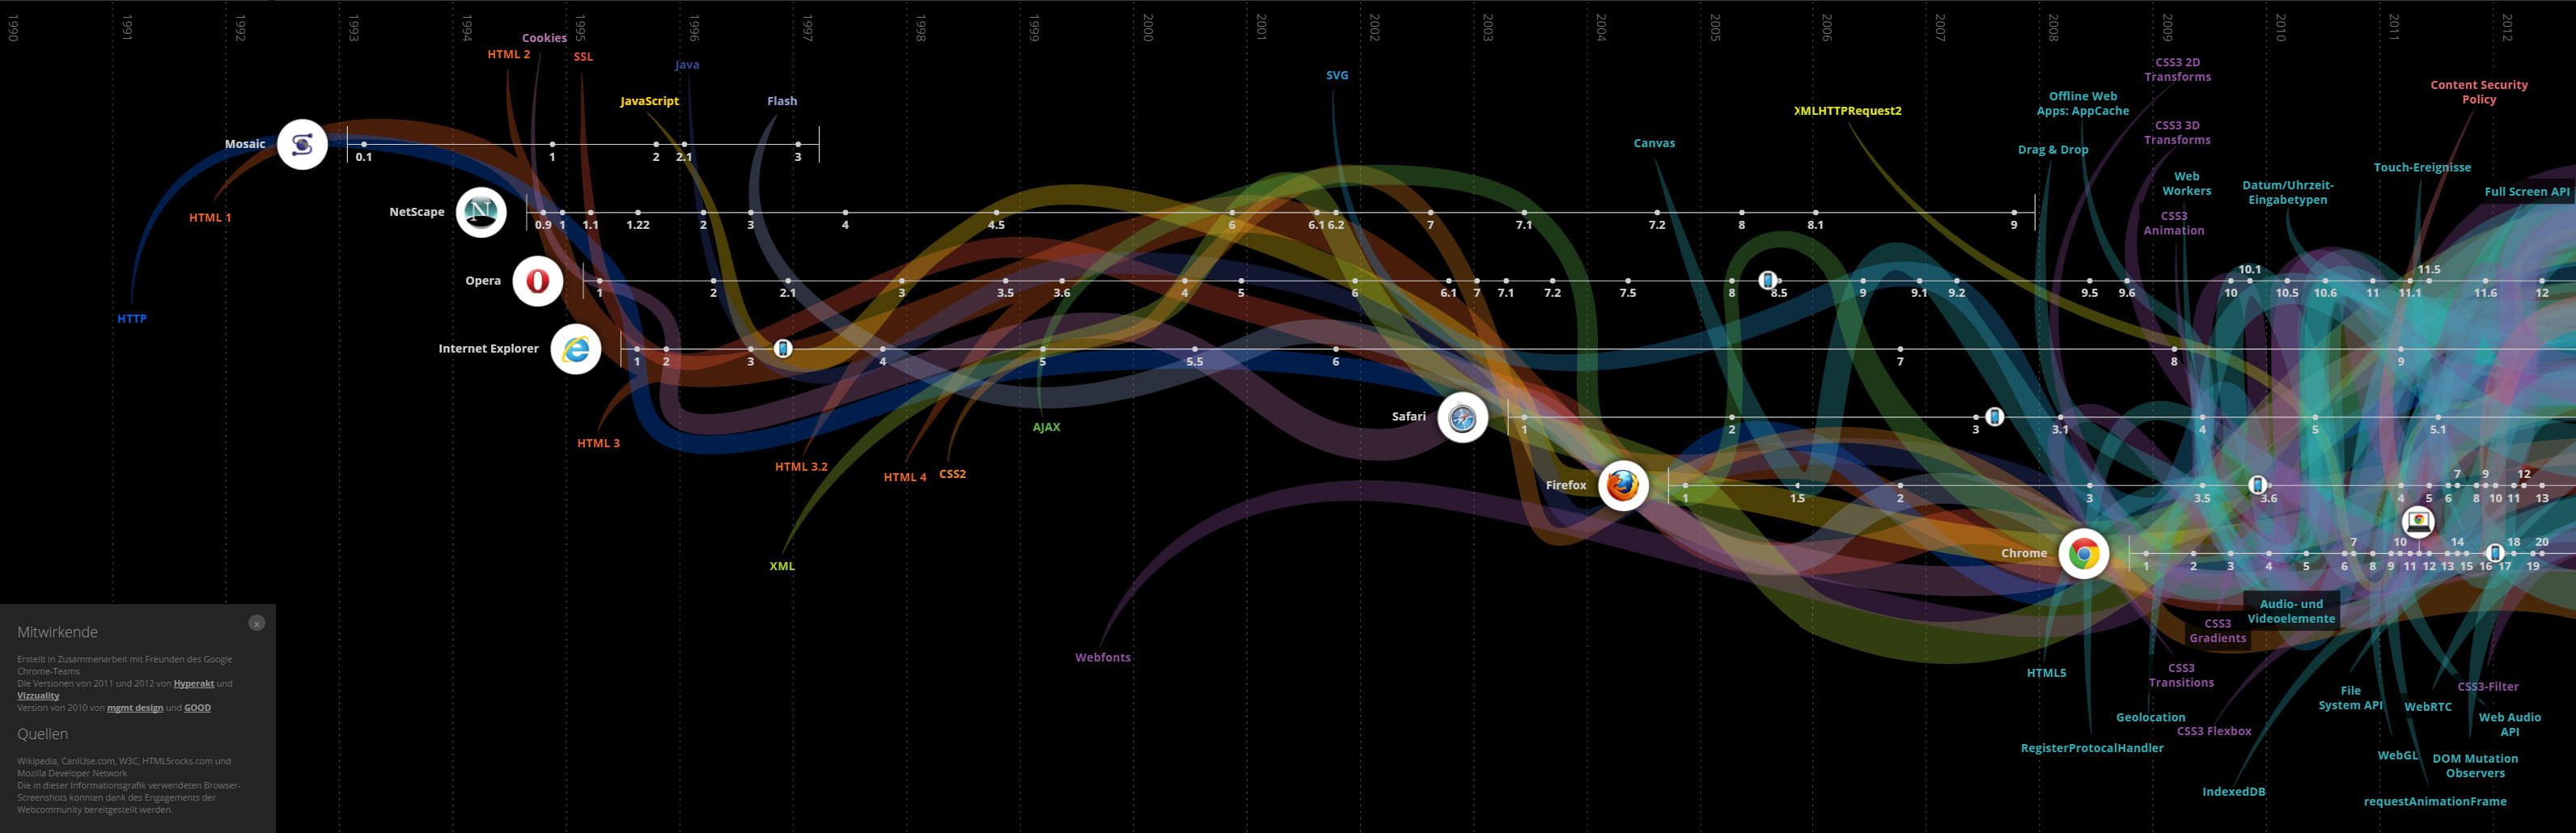 1990
1991
1992
1993
1994
1995
1996
1997
1998
1999
2000
2001
2002
2003
2004
2005
2006
2007
2008
2009
2010
2011
2012
Cookies
HTML 2
SSL
Java
JavaScript
Flash
SVG
Canvas
XMLHTTPRequest2
CSS3 2D
Transforms
Offline Web
Apps: AppCache
CSS3 3D
Transforms
Drag & Drop
Web
Workers
CSS3
Animation
Datum/Uhrzeit-
Eingabetypen
Content Security
Policy
Touch-Ereignisse
Full Screen API
Mosaic
0.1 1 2 2.1 3
HTML 1
HTTP
NetScape
0.9 1 1.1 1.22 2 3 4 4.5 6 6.1 6.2 7 7.1 7.2 8 8.1 9
Opera
10.1 11.5
1 2 2.1 3 3.5 3.6 4 5 6 6.1 7 7.1 7.2 7.5 8 8.5 9 9.1 9.2 9.5 9.6 10 10.5 10.6 11 11.1 11.6 12
Internet Explorer
1 2 3 4 5 5.5 6 7 8 9
Safari
1 2 3 3.1 4 5 5.1
HTML 3
HTML 3.2
HTML 4
CSS2
AJAX
XML
Webfonts
Firefox
7 9 12
1 1.5 2 3 3.5 3.6 4 5 6 8 10 11 13
Chrome
7 10 14 18 20
1 2 3 4 5 6 8 9 11 12 13 15 16 17 19
Audio- und
Videoelemente
CSS3
Gradients
HTML5
CSS3
Transitions
File
System API
CSS3-Filter
WebRTC
Geolocation
CSS3 Flexbox
Web Audio
API
RegisterProtocalHandler
WebGL
DOM Mutation
Observers
IndexedDB
requestAnimationFrame
x
Mitwirkende
Erstellt in Zusammenarbeit mit Freunden des Google
Chrome-Teams
Die Versionen von 2011 und 2012 von Hyperakt und
Vizzuality
Version von 2010 von mgmt design und GOOD
Quellen
Wikipedia, CanIUse.com, W3C, HTML5rocks.com und
Mozilla Developer Network
Die in dieser Informationsgrafik verwendeten Browser-
Screenshots konnten dank des Engagements der
Webcommunity bereitgestellt werden.